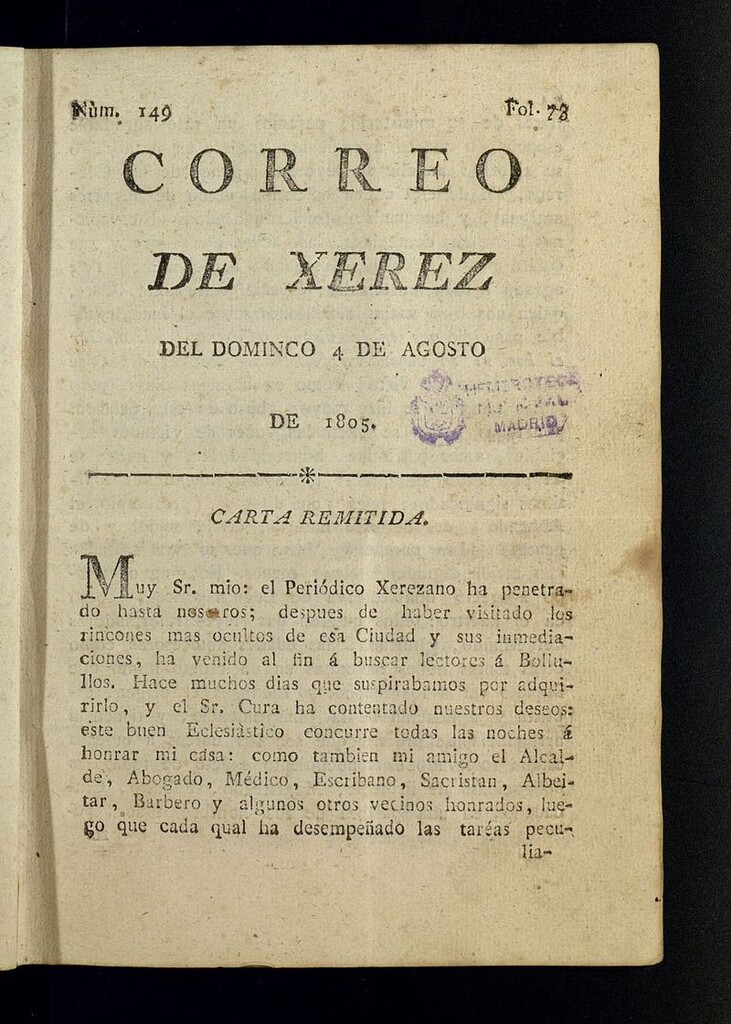 Nùm. 149 Fol. 73
CORREO
DE XEREZ
DEL DOMINGO 4 DE AGOSTO
DE 1805.
HEMEROTECA
MUNICIPAL
MADRID
CARTA REMITIDA.
Muy Sr. mio: el Periódico Xerezano ha penetra-
do hasta nosotros; despues de haber visitado los
rincones mas ocultos de esa Ciudad y sus inmedia-
ciones, ha venido al fin á buscar lectores á Bollu-
llos. Hace muchos dias que suspirabamos por adqui-
rirlo, y el Sr. Cura ha contentado nuestros deseos:
este buen Eclesiàstico concurre todas las noches á
honrar mi casa: como tambien mi amigo el Alcal-
de, Abogado, Médico, Escribano, Sacristan, Albei-
tar, Barbero y algunos otros vecinos honrados, lue-
go que cada qual ha desempeñado las taréas pecu-
lia-